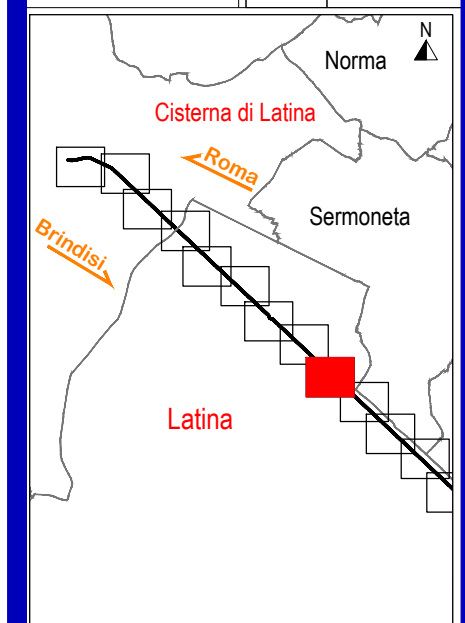 N
Norma
Cisterna di Latina
Roma
Sermoneta
Brindisi
Latina